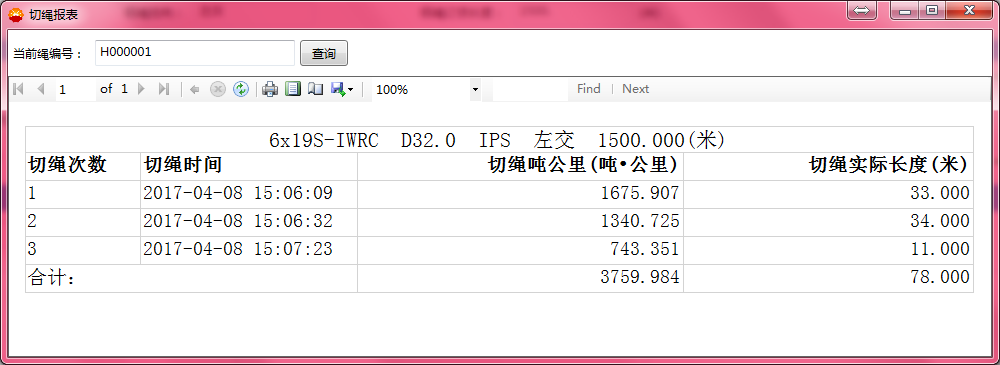 切绳报表
当前绳编号： H000001 查询
1 of 1 100% Find | Next
6x19S-IWRC D32.0 IPS 左交 1500.000(米)
切绳次数 切绳时间 切绳吨公里(吨•公里) 切绳实际长度(米)
1 2017-04-08 15:06:09 1675.907 33.000
2 2017-04-08 15:06:32 1340.725 34.000
3 2017-04-08 15:07:23 743.351 11.000
合计: 3759.984 78.000